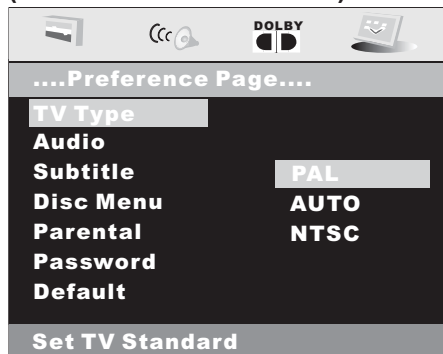 DOLBY
....Preference Page....
TV Type
Audio
Subtitle
PAL
Disc Menu
AUTO
Parental
NTSC
Password
Default
Set TV Standard